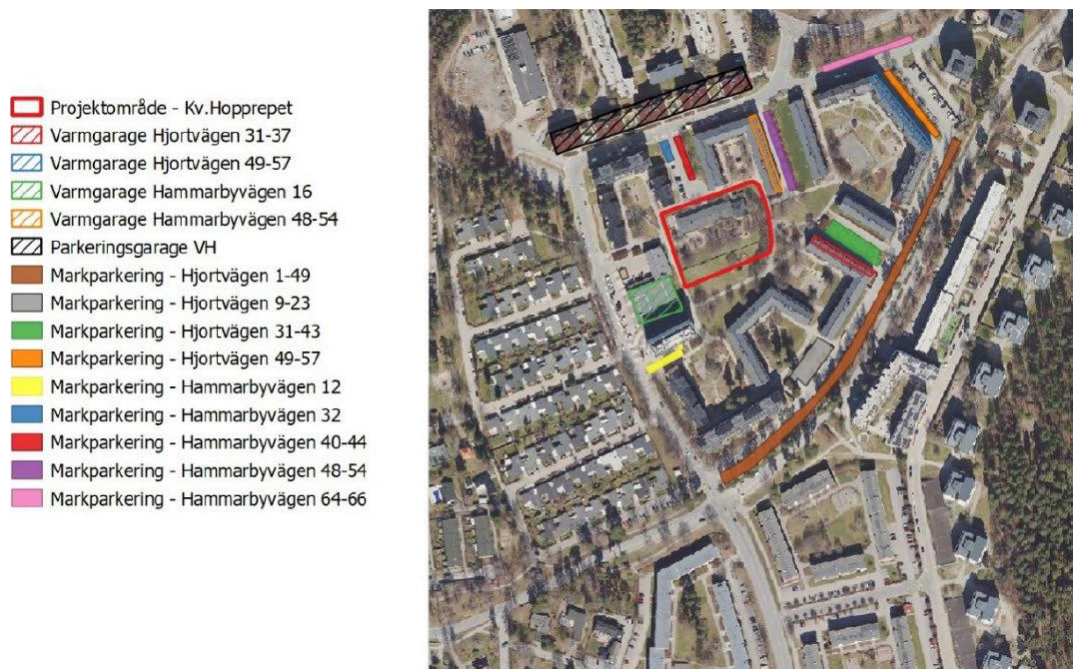 Projektområde - Kv.Hopprepet
Varmgarage Hjortvägen 31-37
Varmgarage Hjortvägen 49-57
Varmgarage Hammarbyvägen 16
Varmgarage Hammarbyvägen 48-54
Parkeringsgarage VH
Markparkering - Hjortvägen 1-49
Markparkering - Hjortvägen 9-23
Markparkering - Hjortvägen 31-43
Markparkering - Hjortvägen 49-57
Markparkering - Hammarbyvägen 12
Markparkering - Hammarbyvägen 32
Markparkering - Hammarbyvägen 40-44
Markparkering - Hammarbyvägen 48-54
Markparkering - Hammarbyvägen 64-66